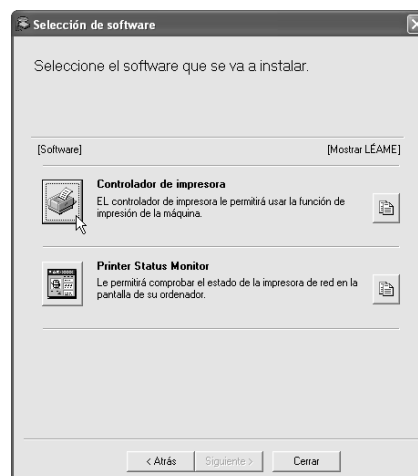 Selección de software
Seleccione el software que se va a instalar.
[Software] [Mostrar LÉAME]
Controlador de impresora
EL controlador de impresora le permitirá usar la función de
impresión de la máquina.
Printer Status Monitor
Le permitirá comprobar el estado de la impresora de red en la
pantalla de su ordenador.
< Atrás Siguiente > Cerrar